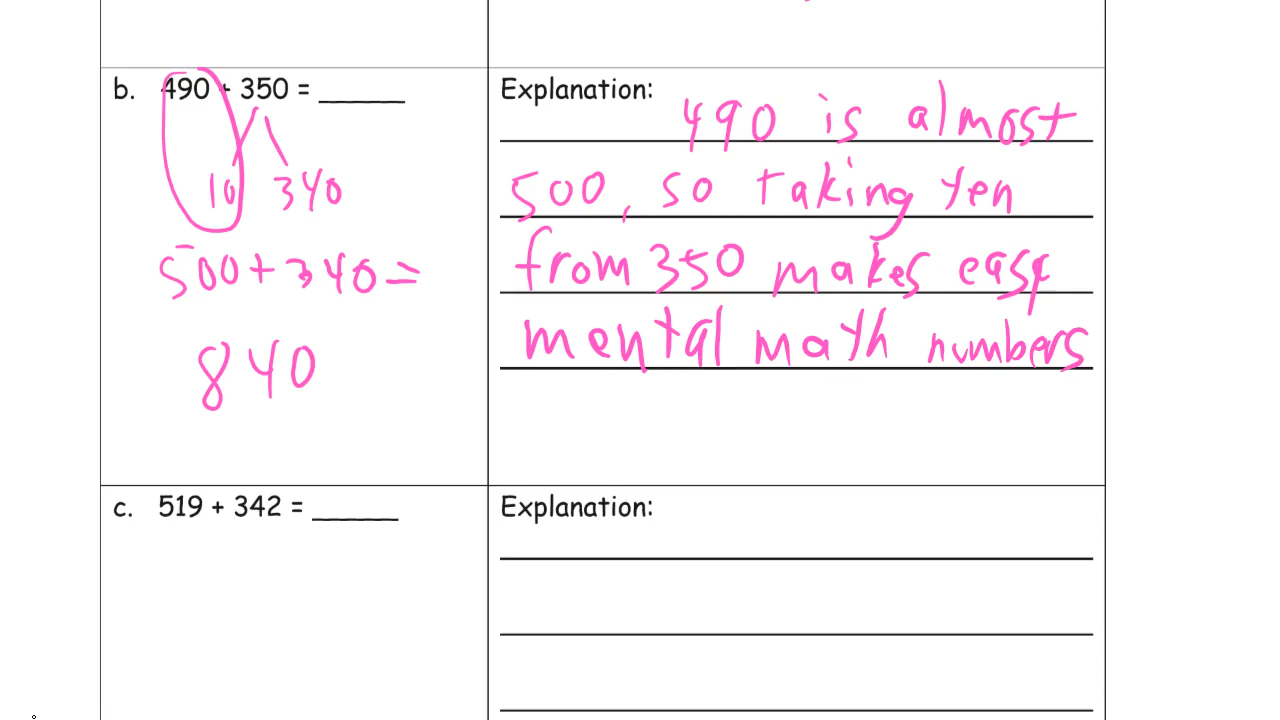 b. 490 + 350 = ______
10 340
500+340=
840
Explanation:
490 is almost
500, so taking ten
from 350 makes easy
mental math numbers
c. 519 + 342 = ______
Explanation: